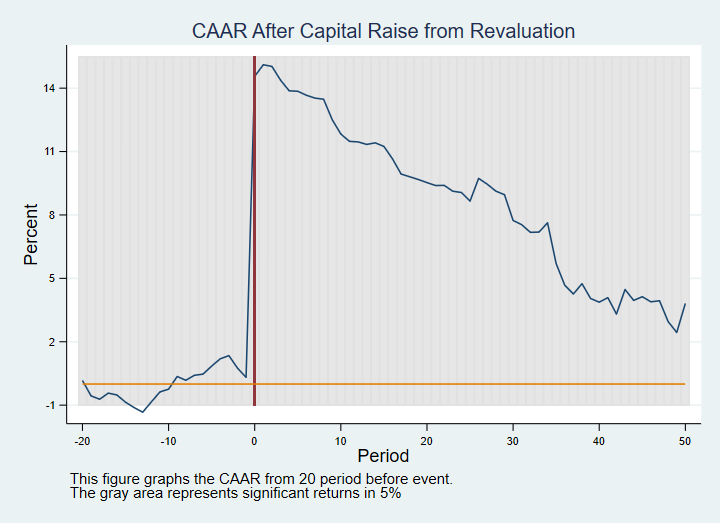 CAAR After Capital Raise from Revaluation
14
11
8
5
2
-1
Percent
-20 -10 0 10 20 30 40 50
Period
This figure graphs the CAAR from 20 period before event.
The gray area represents significant returns in 5%